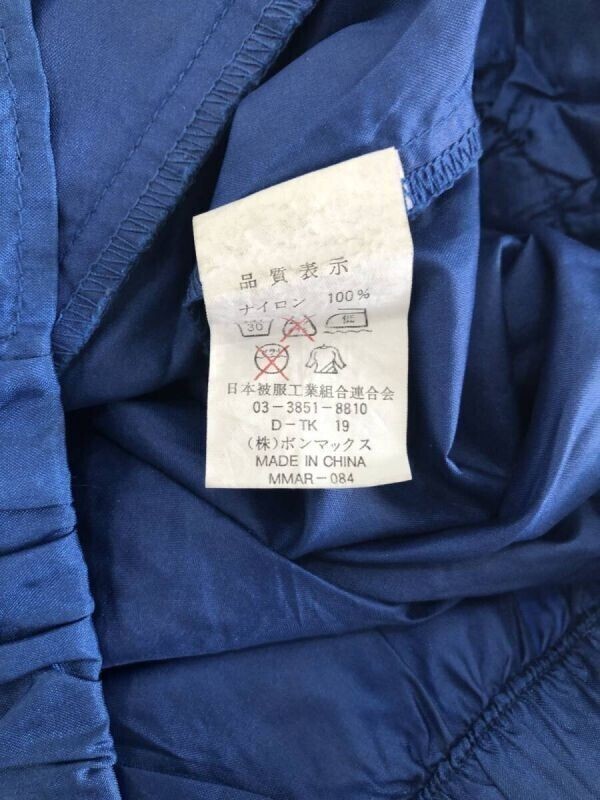 品質表示
ナイロン 100%
30 低
日本被服工業組合連合会
03-3851-8810
D-TK 19
(株)ボンマックス
MADE IN CHINA
MMAR-084